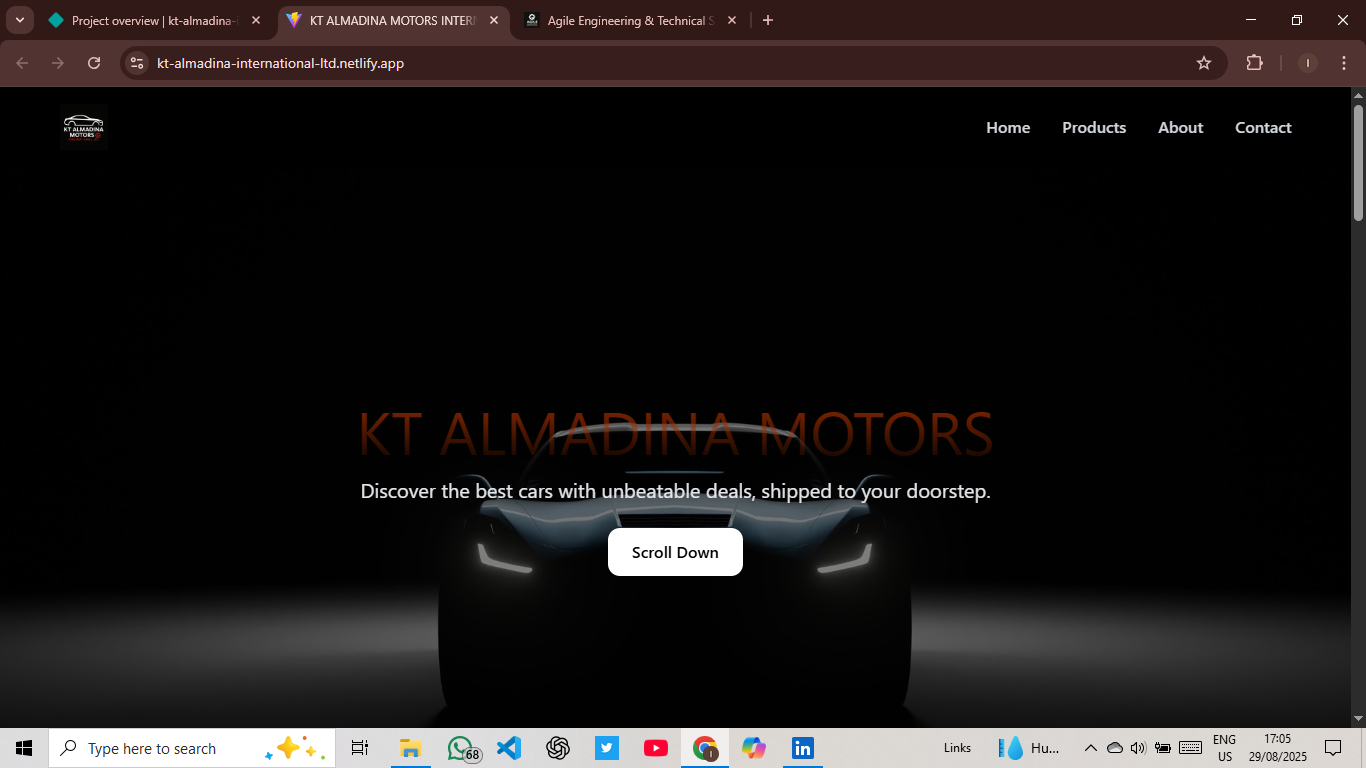 Project overview | kt-almadina-i
KT ALMADINA MOTORS INTERN
Agile Engineering & Technical S
kt-almadina-international-ltd.netlify.app
I
KT ALMADINA
MOTORS
Home Products About Contact
KT ALMADINA MOTORS
Discover the best cars with unbeatable deals, shipped to your doorstep.
Scroll Down
Type here to search
68
I
in
Links
Hu...
ENG
US
17:05
29/08/2025